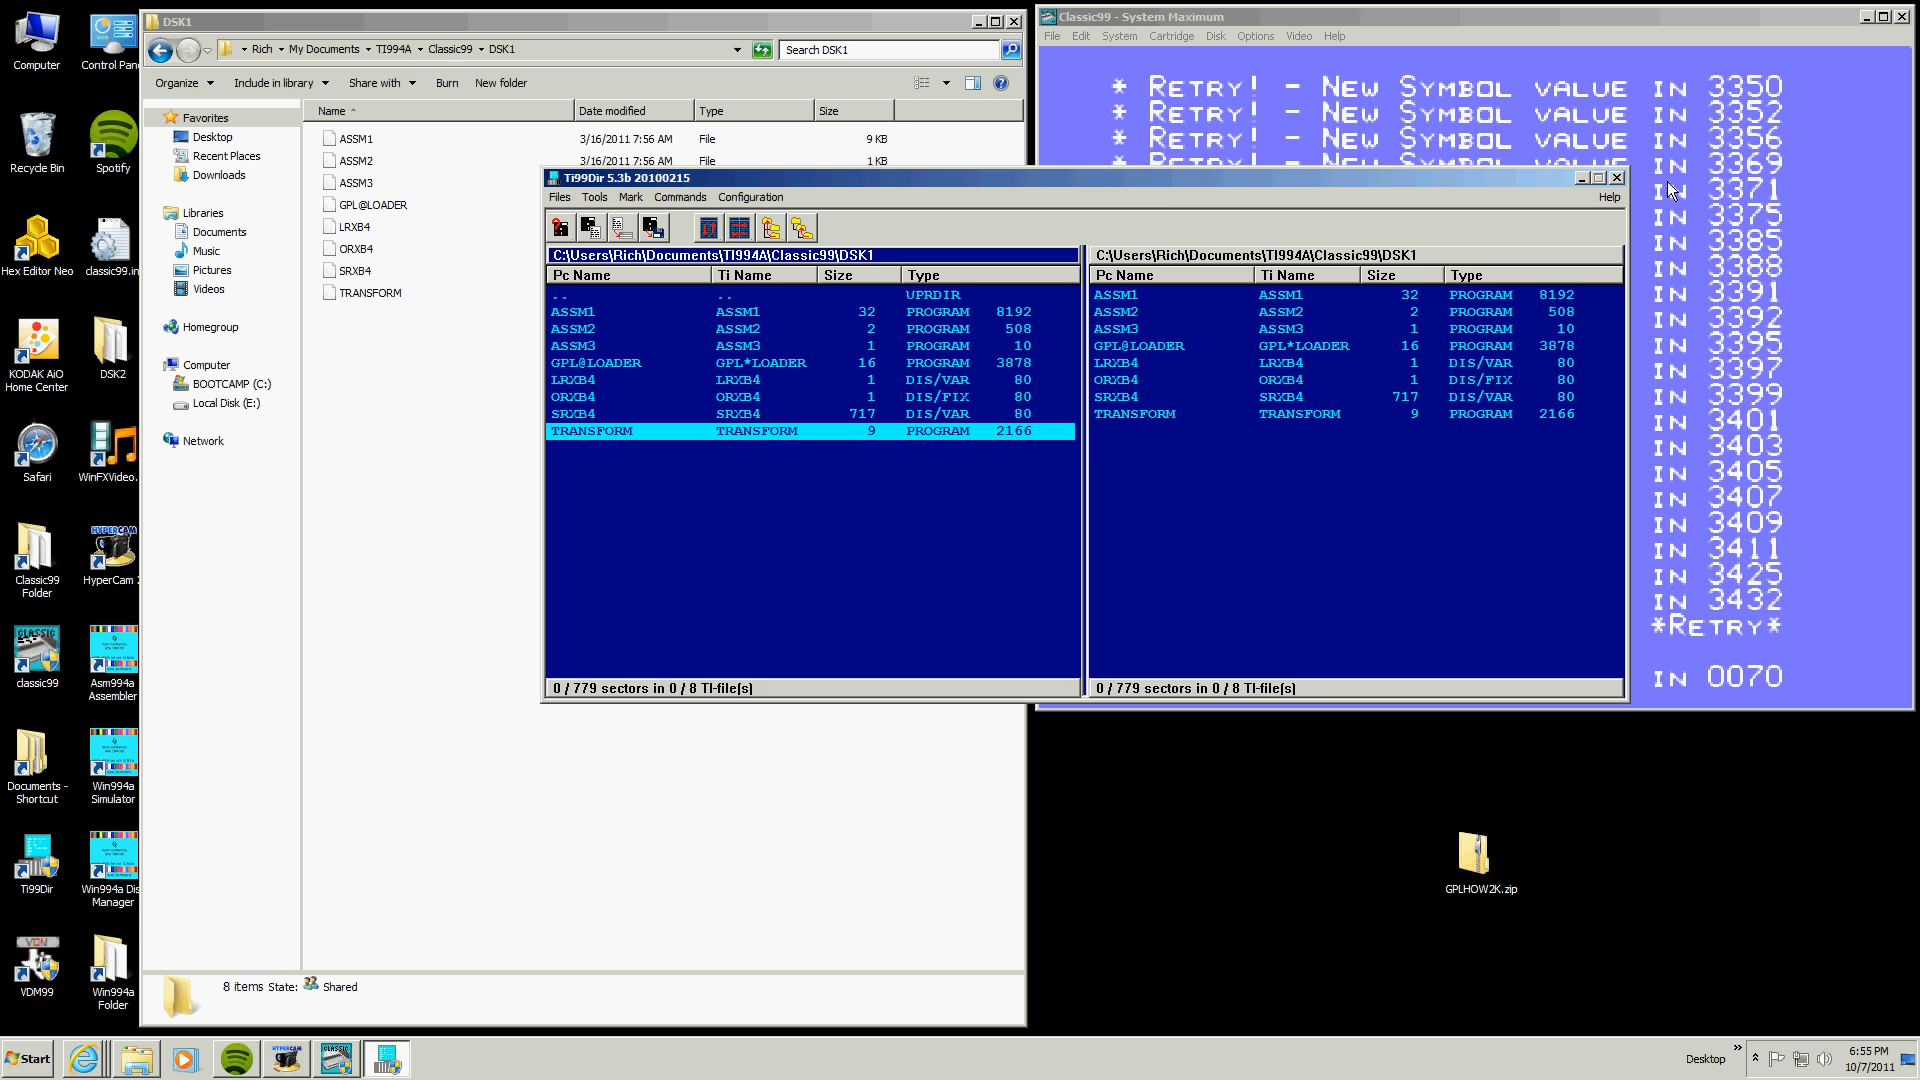 Computer
Control Pane
Recycle Bin
Spotify
Hex Editor Neo
classic99.in
KODAK AiO
Home Center
DSK2
Safari
WinFXVideo.
Classic99
Folder
HyperCam
classic99
Asm994a
Assembler
Documents -
Shortcut
Win994a
Simulator
Ti99Dir
Win994a Dis
Manager
VDM99
Win994a
Folder
DSK1
Rich My Documents TI994A Classic99 DSK1
Search DSK1
Organize Include in library Share with Burn New folder
Favorites
Desktop
Recent Places
Downloads
Libraries
Documents
Music
Pictures
Videos
Homegroup
Computer
BOOTCAMP (C:)
Local Disk (E:)
Network
Name Date modified Type Size
ASSM1 3/16/2011 7:56 AM File 9 KB
ASSM2 3/16/2011 7:56 AM File 1 KB
ASSM3
GPL@LOADER
LRXB4
ORXB4
SRXB4
TRANSFORM
8 items State: Shared
Ti99Dir 5.3b 20100215
Files Tools Mark Commands Configuration Help
C:\Users\Rich\Documents\TI994A\Classic99\DSK1
Pc Name Ti Name Size Type
.. .. UPRDIR
ASSM1 ASSM1 32 PROGRAM 8192
ASSM2 ASSM2 2 PROGRAM 508
ASSM3 ASSM3 1 PROGRAM 10
GPL@LOADER GPL*LOADER 16 PROGRAM 3878
LRXB4 LRXB4 1 DIS/VAR 80
ORXB4 ORXB4 1 DIS/FIX 80
SRXB4 SRXB4 717 DIS/VAR 80
TRANSFORM TRANSFORM 9 PROGRAM 2166
0 / 779 sectors in 0 / 8 TI-file(s)
C:\Users\Rich\Documents\TI994A\Classic99\DSK1
Pc Name Ti Name Size Type
ASSM1 ASSM1 32 PROGRAM 8192
ASSM2 ASSM2 2 PROGRAM 508
ASSM3 ASSM3 1 PROGRAM 10
GPL@LOADER GPL*LOADER 16 PROGRAM 3878
LRXB4 LRXB4 1 DIS/VAR 80
ORXB4 ORXB4 1 DIS/FIX 80
SRXB4 SRXB4 717 DIS/VAR 80
TRANSFORM TRANSFORM 9 PROGRAM 2166
0 / 779 sectors in 0 / 8 TI-file(s)
Classic99 - System Maximum
File Edit System Cartridge Disk Options Video Help
* Retry! - New Symbol value in 3350
* Retry! - New Symbol value in 3352
* Retry! - New Symbol value in 3356
* Retry! - New Symbol value in 3369
in 3371
in 3375
in 3385
in 3388
in 3391
in 3392
in 3395
in 3397
in 3399
in 3401
in 3403
in 3405
in 3407
in 3409
in 3411
in 3425
in 3432
*Retry*
in 0070
GPLHOW2K.zip
Start
Desktop
6:55 PM
10/7/2011